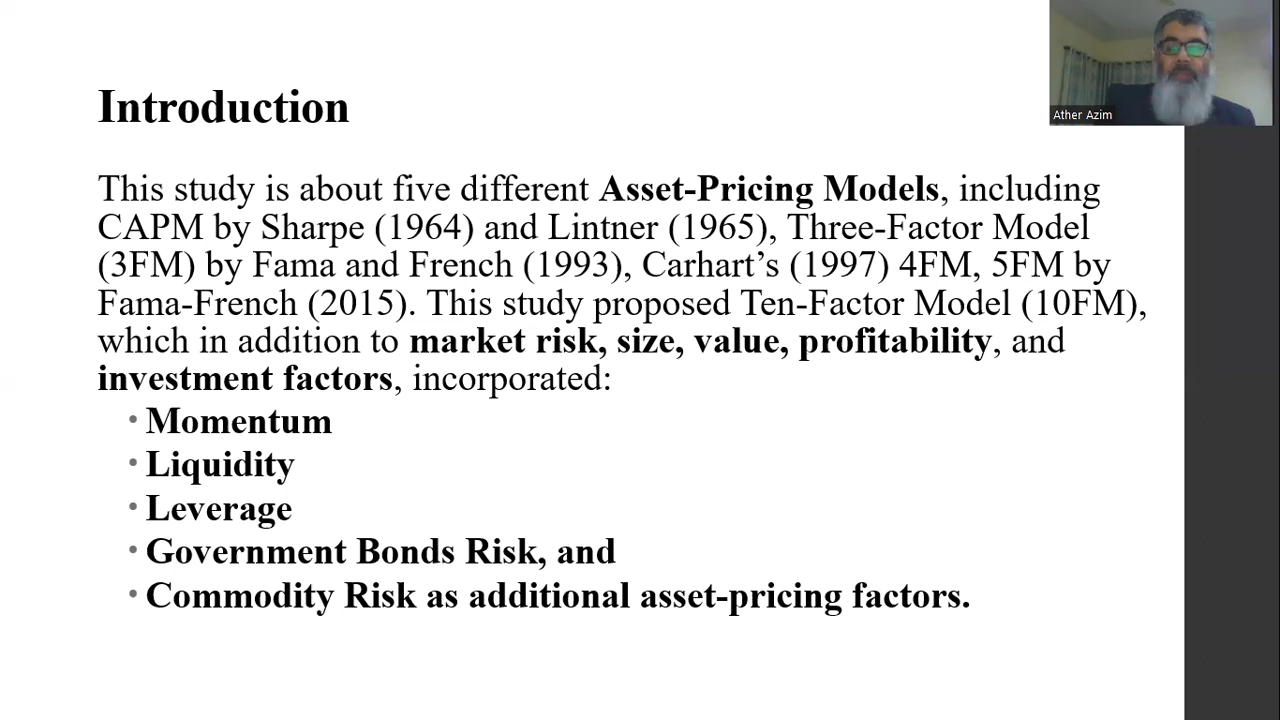 Introduction
Ather Azim
This study is about five different Asset-Pricing Models, including
CAPM by Sharpe (1964) and Lintner (1965), Three-Factor Model
(3FM) by Fama and French (1993), Carhart’s (1997) 4FM, 5FM by
Fama-French (2015). This study proposed Ten-Factor Model (10FM),
which in addition to market risk, size, value, profitability, and
investment factors, incorporated:
• Momentum
• Liquidity
• Leverage
• Government Bonds Risk, and
• Commodity Risk as additional asset-pricing factors.